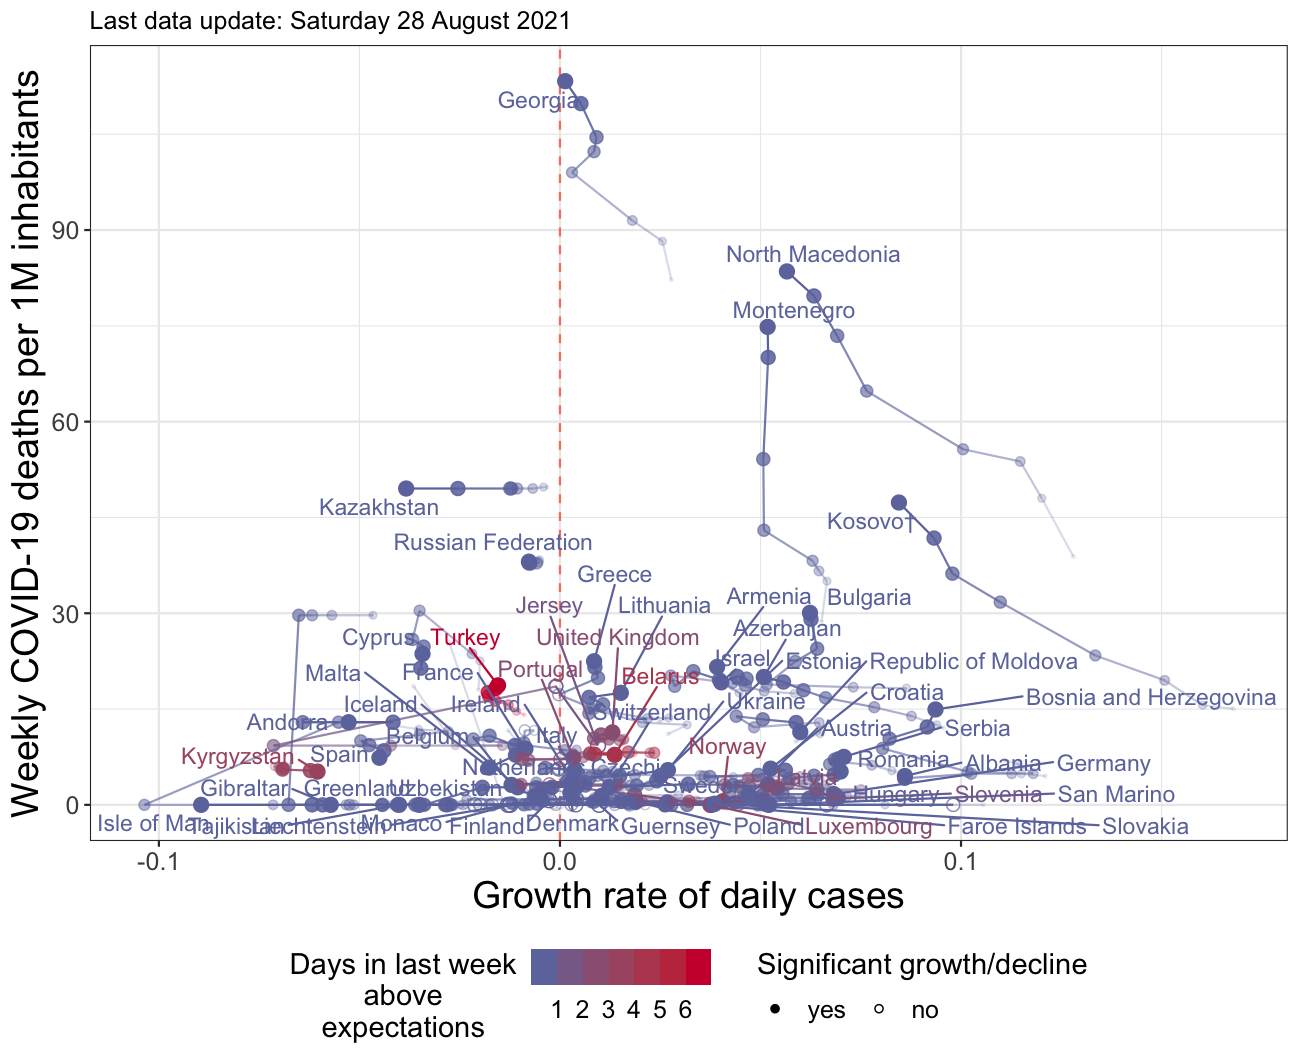 Last data update: Saturday 28 August 2021
Weekly COVID-19 deaths per 1M inhabitants
90
60
30
0
Georgia
North Macedonia
Montenegro
Kazakhstan
Kosovo†
Russian Federation
Greece
Jersey
Lithuania
Armenia
Bulgaria
Cyprus
Turkey
United Kingdom
Azerbaijan
Malta
France
Portugal
Belarus
Israel
Estonia
Republic of Moldova
Iceland
Ireland
Switzerland
Ukraine
Croatia
Bosnia and Herzegovina
Andorra
Belgium
Italy
Austria
Serbia
Kyrgyzstan
Spain
Norway
Romania
Albania
Germany
Gibraltar
Greenland
Uzbekistan
Latvia
Hungary
Slovenia
San Marino
Isle of Man
Tajikistan
Liechtenstein
Monaco
Finland
Denmark
Guernsey
Poland
Luxembourg
Faroe Islands
Slovakia
-0.1
0.0
0.1
Growth rate of daily cases
Days in last week
above
expectations
1 2 3 4 5 6
Significant growth/decline
yes
no